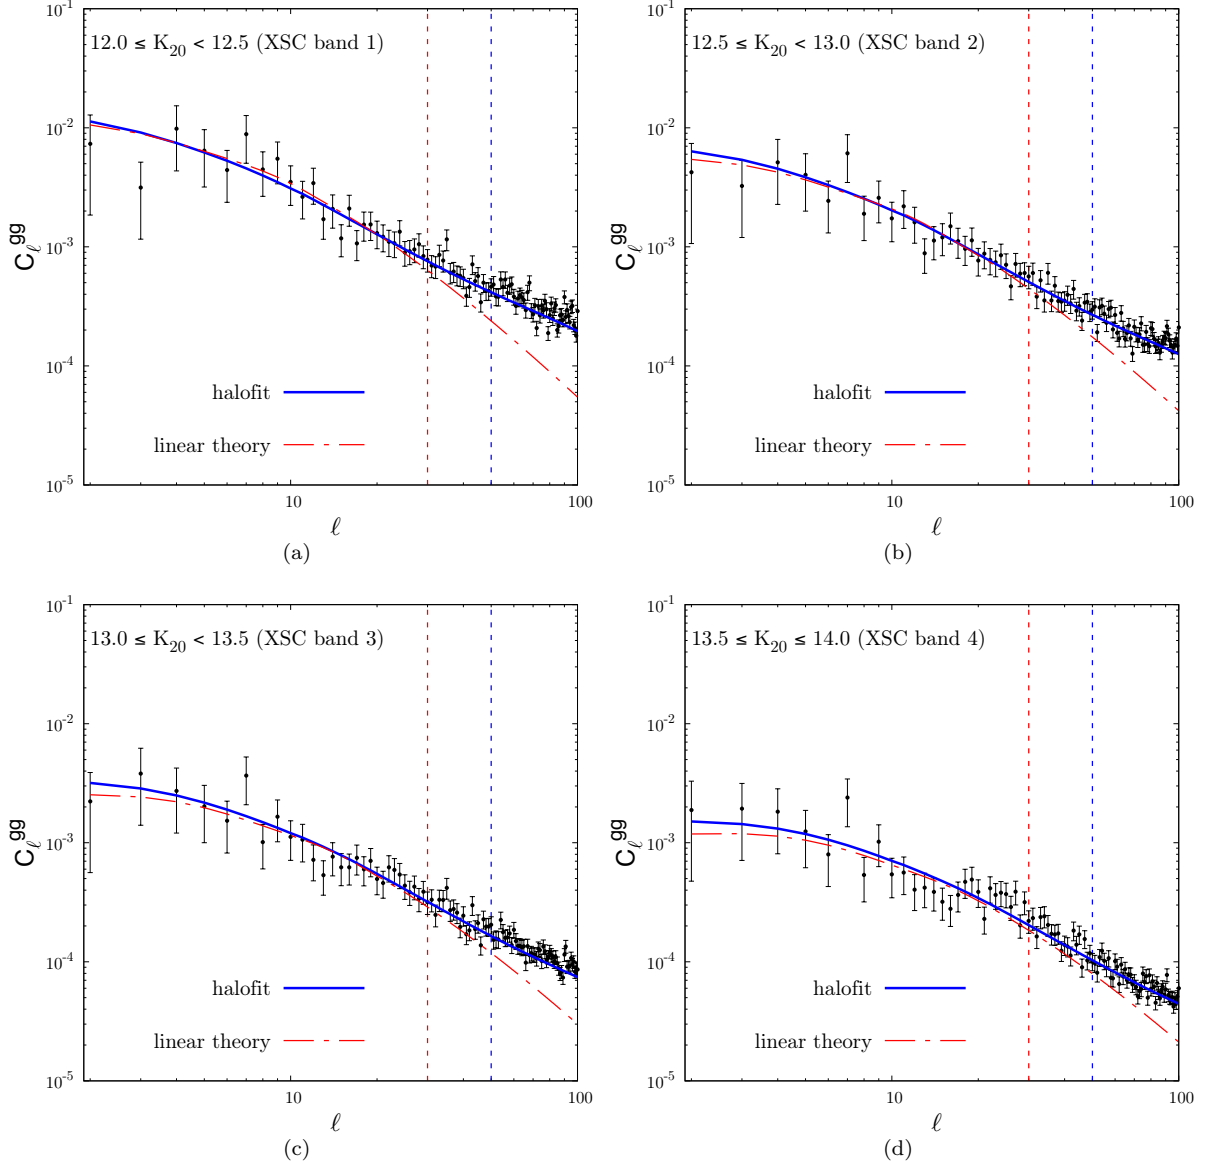 10⁻¹
10⁻²
10⁻³
10⁻⁴
10⁻⁵
C_ℓ^gg
12.0 ≤ K₂₀ < 12.5 (XSC band 1)
halofit
linear theory
10
100
ℓ
(a)
10⁻¹
10⁻²
10⁻³
10⁻⁴
10⁻⁵
C_ℓ^gg
12.5 ≤ K₂₀ < 13.0 (XSC band 2)
halofit
linear theory
10
100
ℓ
(b)
10⁻¹
10⁻²
10⁻³
10⁻⁴
10⁻⁵
C_ℓ^gg
13.0 ≤ K₂₀ < 13.5 (XSC band 3)
halofit
linear theory
10
100
ℓ
(c)
10⁻¹
10⁻²
10⁻³
10⁻⁴
10⁻⁵
C_ℓ^gg
13.5 ≤ K₂₀ ≤ 14.0 (XSC band 4)
halofit
linear theory
10
100
ℓ
(d)